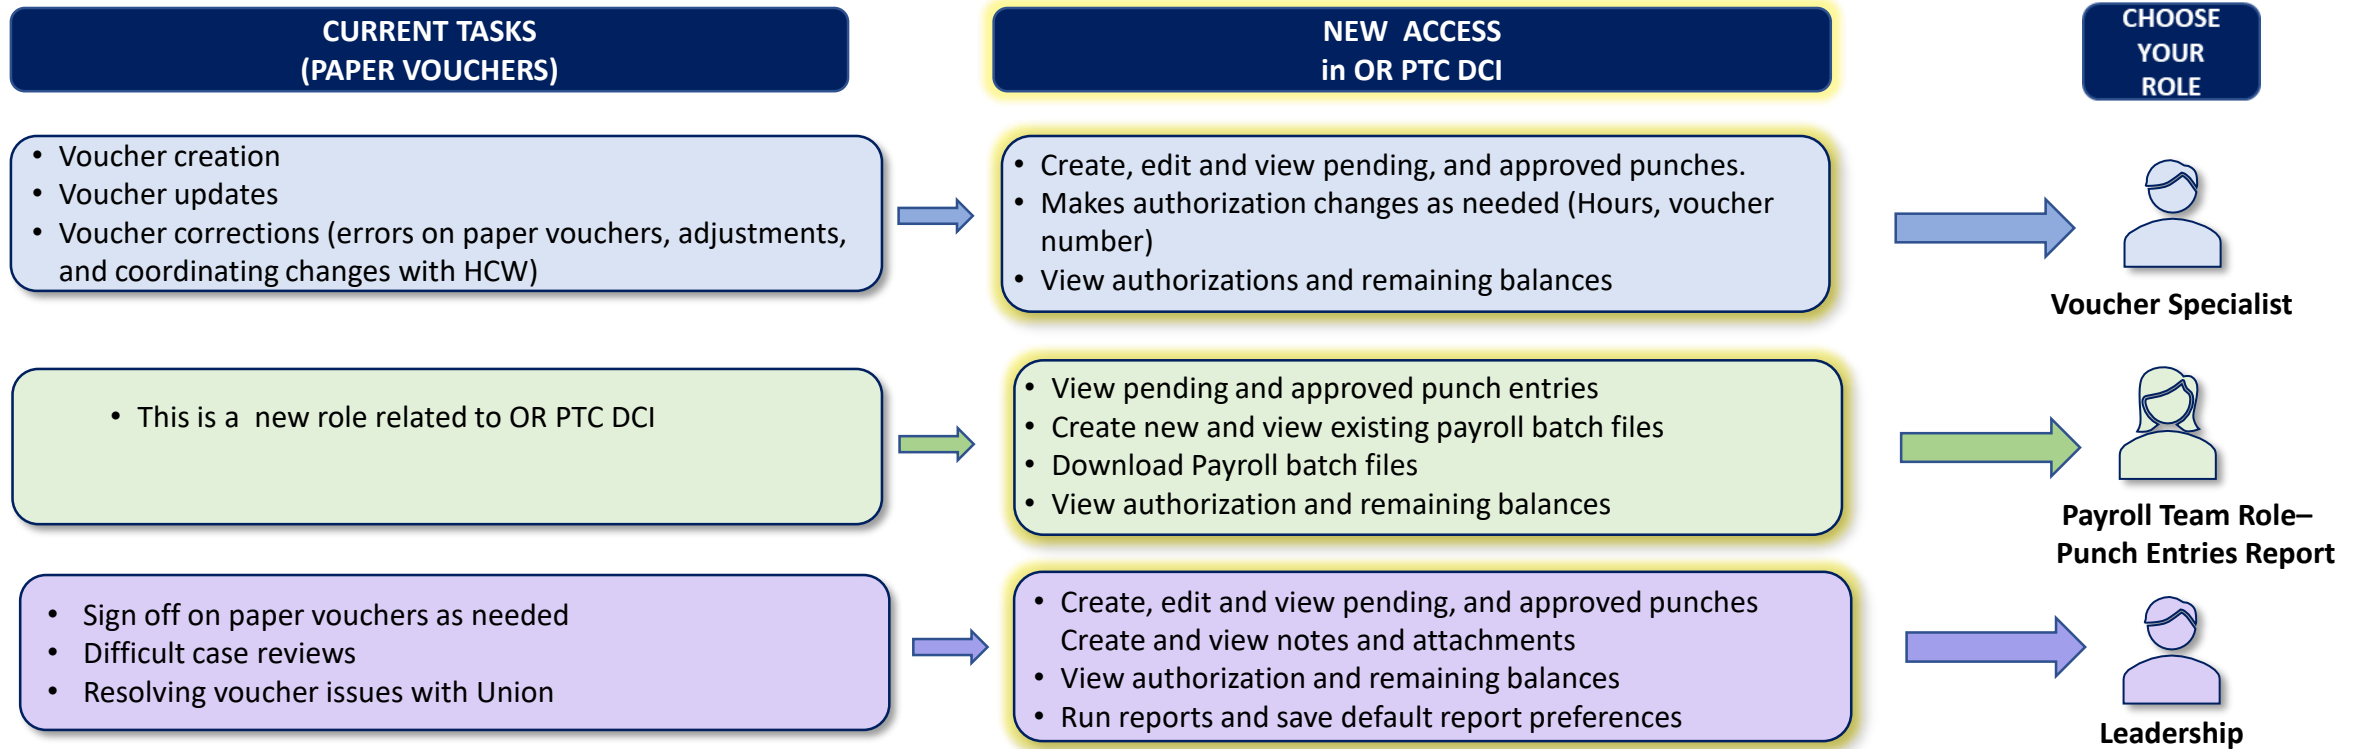 CURRENT TASKS
(PAPER VOUCHERS)
NEW ACCESS
in OR PTC DCI
CHOOSE
YOUR
ROLE
• Voucher creation
• Voucher updates
• Voucher corrections (errors on paper vouchers, adjustments,
and coordinating changes with HCW)
• Create, edit and view pending, and approved punches.
• Makes authorization changes as needed (Hours, voucher
number)
• View authorizations and remaining balances
Voucher Specialist
• This is a new role related to OR PTC DCI
• View pending and approved punch entries
• Create new and view existing payroll batch files
• Download Payroll batch files
• View authorization and remaining balances
Payroll Team Role–
Punch Entries Report
• Sign off on paper vouchers as needed
• Difficult case reviews
• Resolving voucher issues with Union
• Create, edit and view pending, and approved punches
Create and view notes and attachments
• View authorization and remaining balances
• Run reports and save default report preferences
Leadership